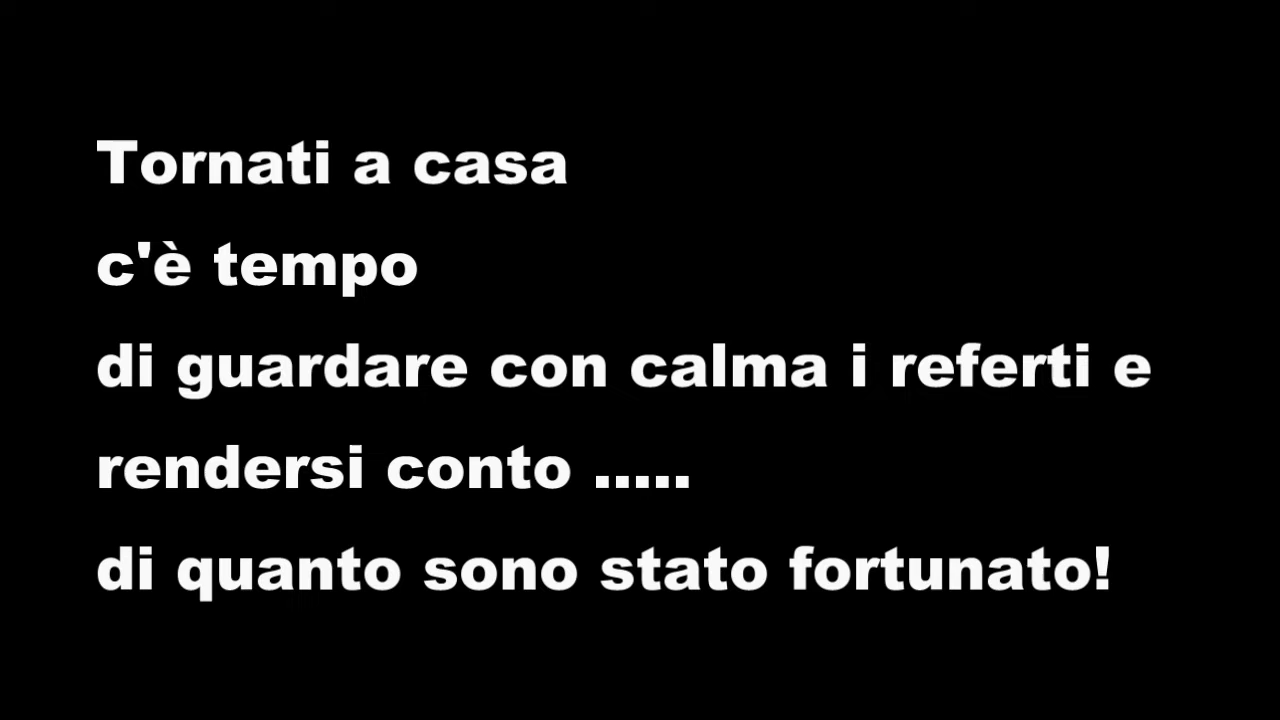 Tornati a casa
c'è tempo
di guardare con calma i referti e
rendersi conto .....
di quanto sono stato fortunato!